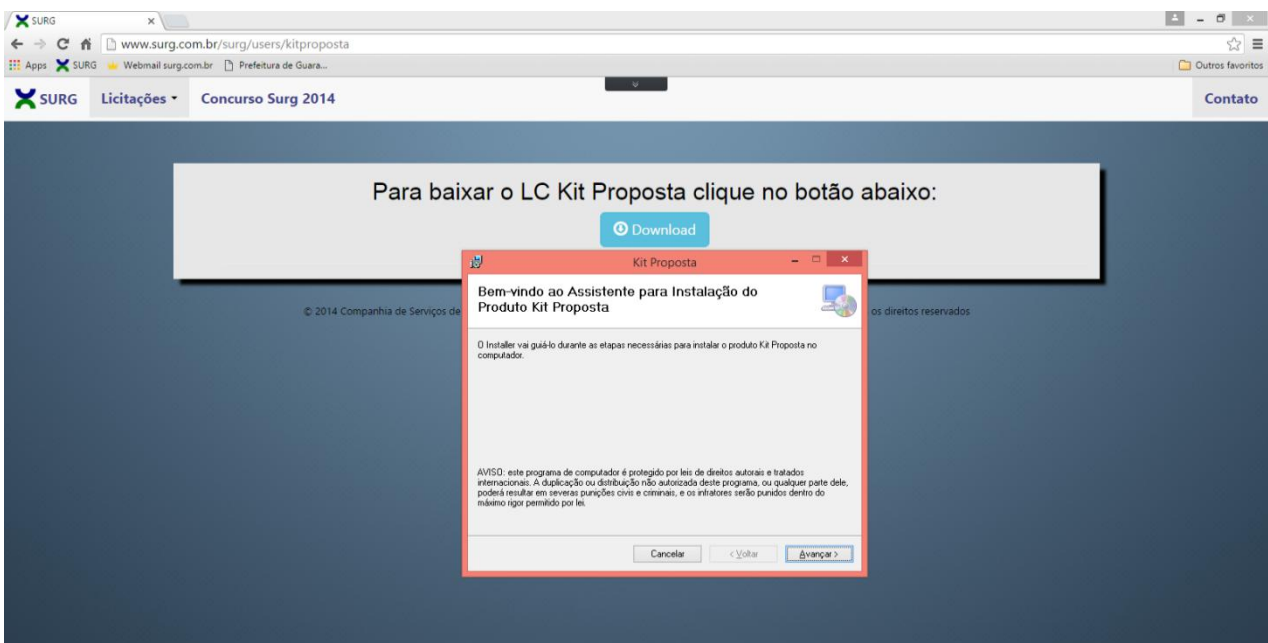 SURG
www.surg.com.br/surg/users/kitproposta
Apps SURG Webmail surg.com.br Prefeitura de Guara... Outros favoritos
SURG Licitações Concurso Surg 2014 Contato
Para baixar o LC Kit Proposta clique no botão abaixo:
Download
Kit Proposta
Bem-vindo ao Assistente para Instalação do
Produto Kit Proposta
© 2014 Companhia de Serviços de
os direitos reservados
O Installer vai guiá-lo durante as etapas necessárias para instalar o produto Kit Proposta no
computador.
AVISO: este programa de computador é protegido por leis de direitos autorais e tratados
internacionais. A duplicação ou distribuição não autorizada deste programa, ou qualquer parte dele,
poderá resultar em severas punições civis e criminais, e os infratores serão punidos dentro do
máximo rigor permitido por lei.
Cancelar < Voltar Avançar >